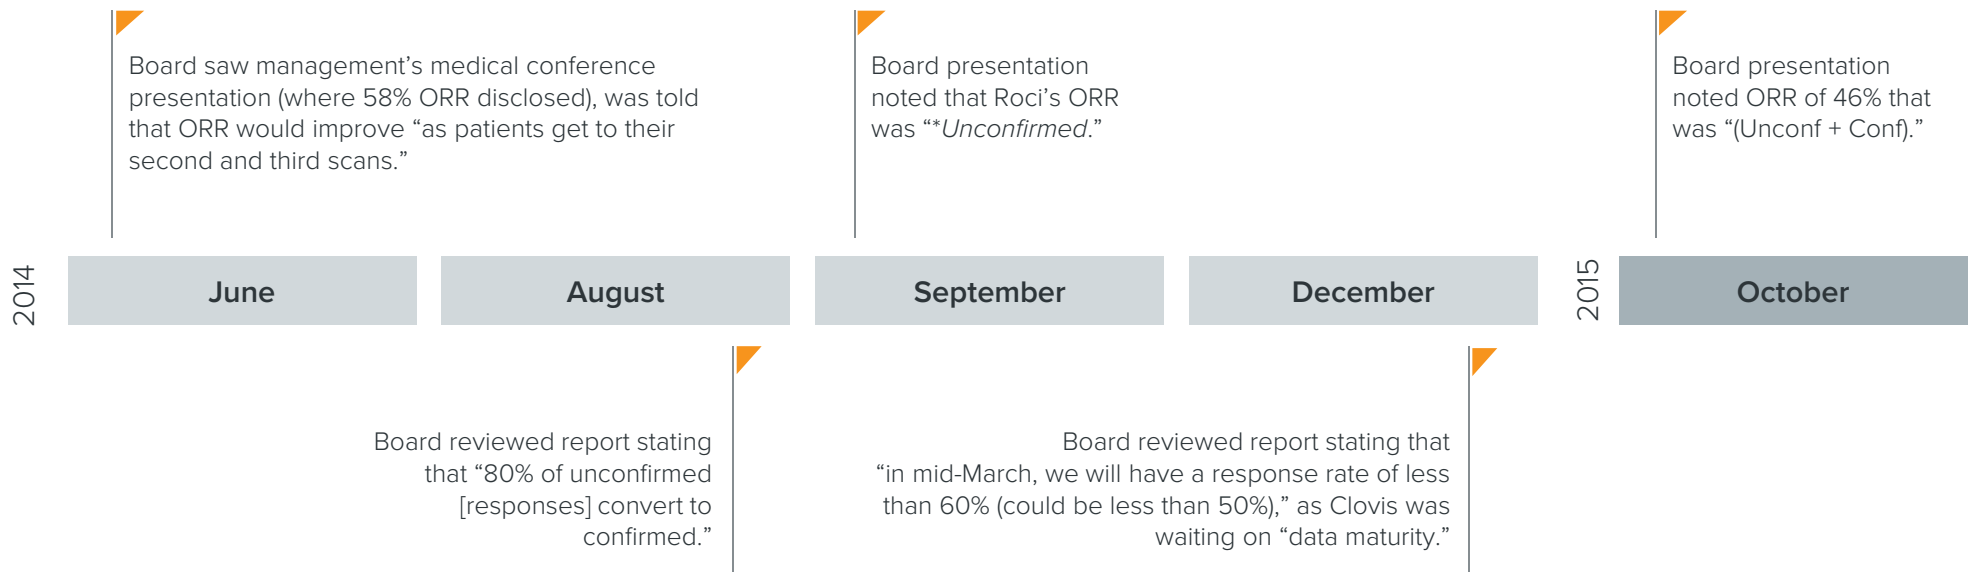 Board saw management’s medical conference
presentation (where 58% ORR disclosed), was told
that ORR would improve “as patients get to their
second and third scans.”
Board presentation
noted that Roci’s ORR
was “*Unconfirmed.”
Board presentation
noted ORR of 46% that
was “(Unconf + Conf).”
2014
June
August
September
December
2015
October
Board reviewed report stating
that “80% of unconfirmed
[responses] convert to
confirmed.”
Board reviewed report stating that
“in mid-March, we will have a response rate of less
than 60% (could be less than 50%),” as Clovis was
waiting on “data maturity.”